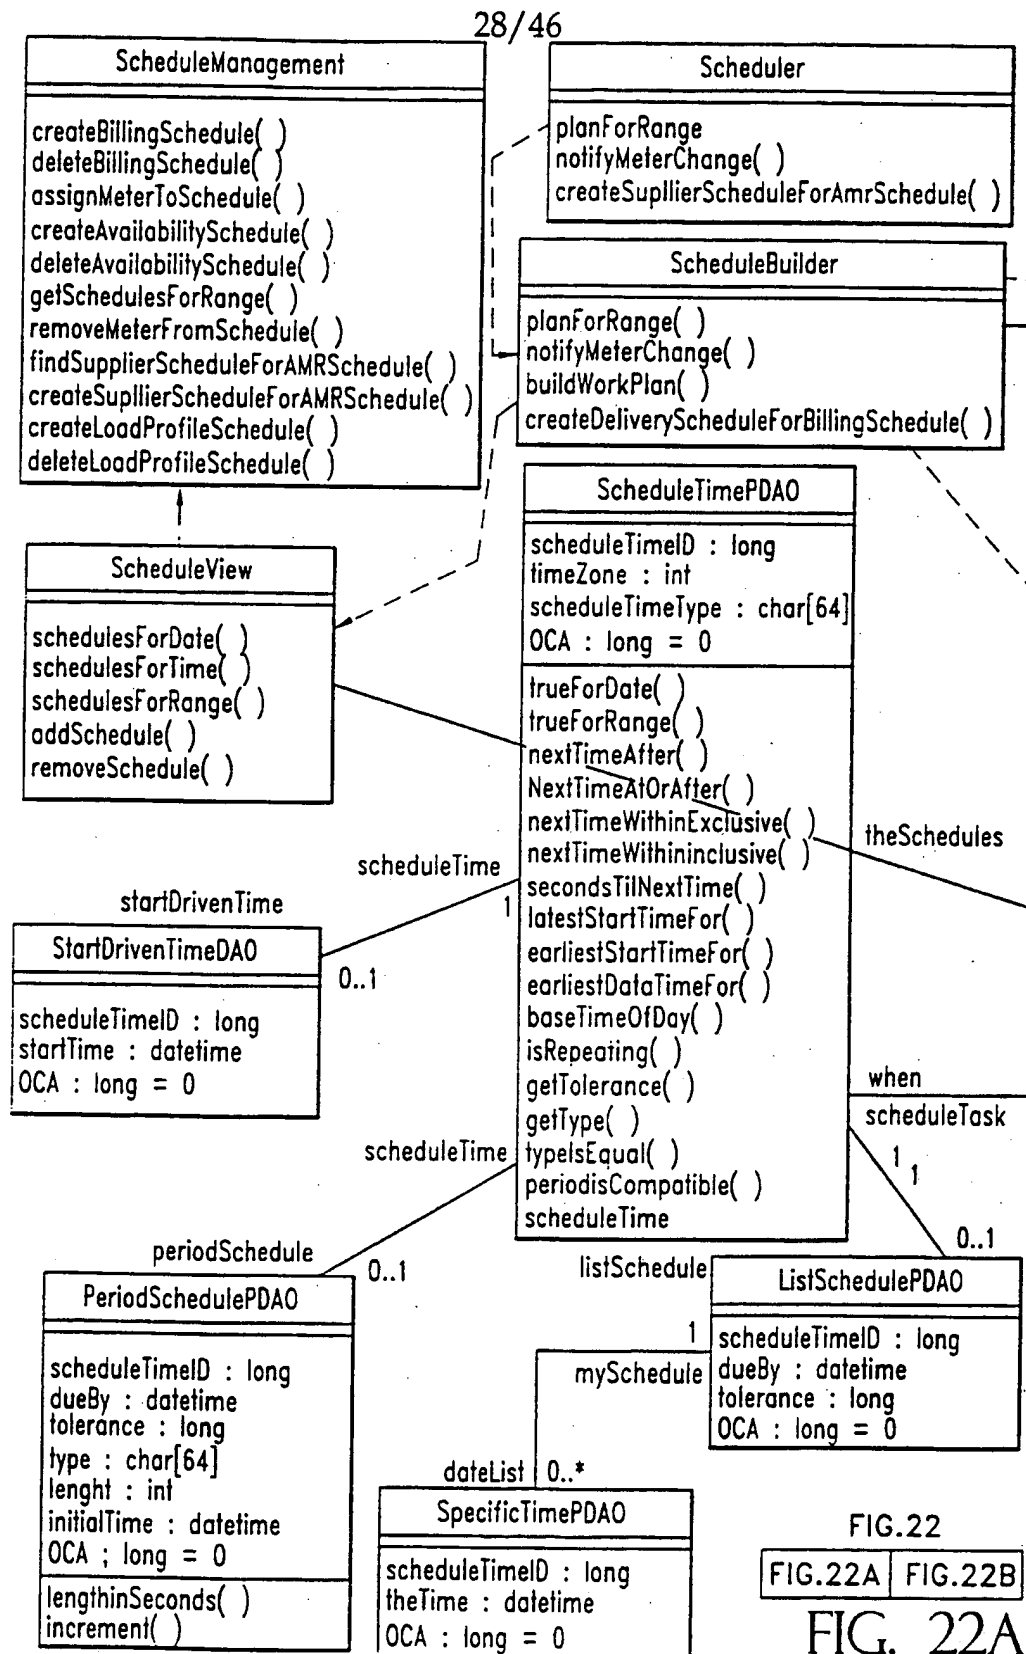 28/46
ScheduleManagement
createBillingSchedule( )
deleteBillingSchedule( )
assignMeterToSchedule( )
createAvailabilitySchedule( )
deleteAvailabilitySchedule( )
getSchedulesForRange( )
removeMeterFromSchedule( )
findSupplierScheduleForAMRSchedule( )
createSupllierScheduleForAMRSchedule( )
createLoadProfileSchedule( )
deleteLoadProfileSchedule( )
Scheduler
planForRange
notifyMeterChange( )
createSupllierScheduleForAmrSchedule( )
ScheduleBuilder
planForRange( )
notifyMeterChange( )
buildWorkPlan( )
createDeliveryScheduleForBillingSchedule( )
ScheduleView
schedulesForDate( )
schedulesForTime( )
schedulesForRange( )
addSchedule( )
removeSchedule( )
ScheduleTimePDAO
scheduleTimeID : long
timeZone : int
scheduleTimeType : char[64]
OCA : long = 0
trueForDate( )
trueForRange( )
nextTimeAfter( )
NextTimeAtOrAfter( )
nextTimeWithinExclusive( )
nextTimeWithininclusive( )
secondsTilNextTime( )
latestStartTimeFor( )
earliestStartTimeFor( )
earliestDataTimeFor( )
baseTimeOfDay( )
isRepeating( )
getTolerance( )
getType( )
typeIsEqual( )
periodisCompatible( )
scheduleTime
theSchedules
scheduleTime
1
startDrivenTime
0..1
StartDrivenTimeDAO
scheduleTimeID : long
startTime : datetime
OCA : long = 0
when
scheduleTask
1
1
0..1
scheduleTime
periodSchedule
0..1
PeriodSchedulePDAO
scheduleTimeID : long
dueBy : datetime
tolerance : long
type : char[64]
lenght : int
initialTime : datetime
OCA ; long = 0
lengthinSeconds( )
increment( )
listSchedule
ListSchedulePDAO
scheduleTimeID : long
dueBy : datetime
tolerance : long
OCA : long = 0
1
mySchedule
dateList
0..*
SpecificTimePDAO
scheduleTimeID : long
theTime : datetime
OCA : long = 0
FIG.22
FIG.22A
FIG.22B
FIG. 22A